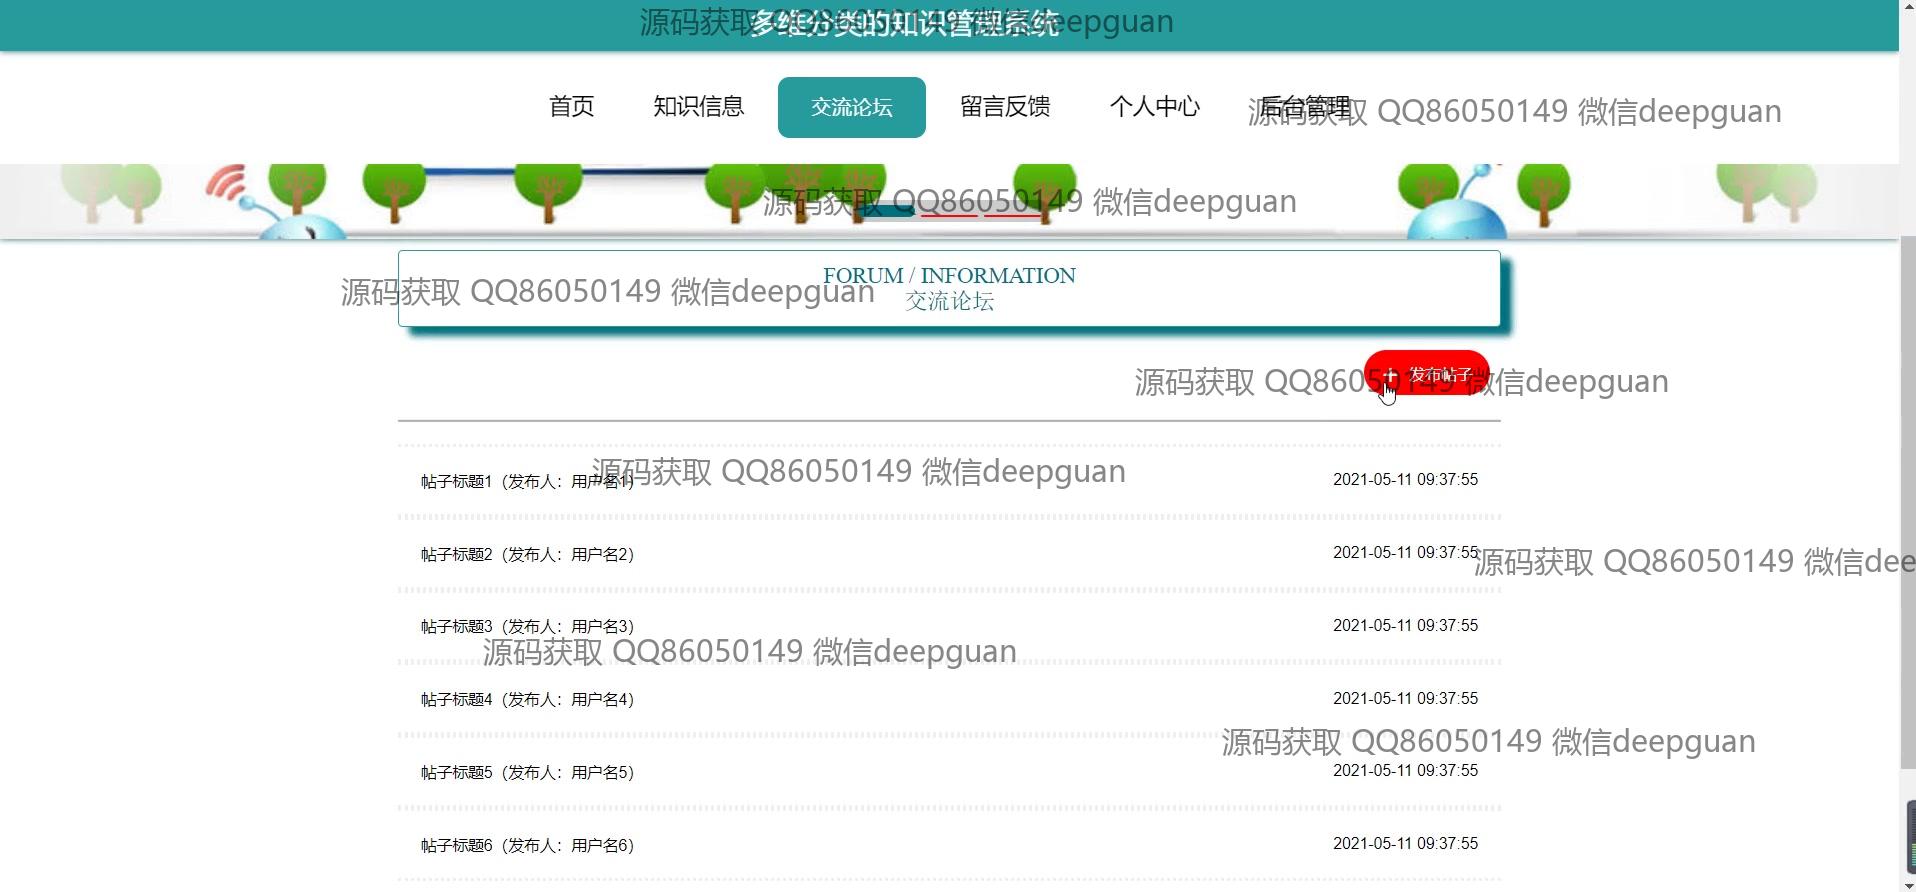 多维分类的知识管理系统
源码获取 QQ86050149 微信deepguan
首页 知识信息 交流论坛 留言反馈 个人中心 后台管理
源码获取 QQ86050149 微信deepguan
源码获取 QQ86050149 微信deepguan
FORUM / INFORMATION
交流论坛
源码获取 QQ86050149 微信deepguan
+ 发布帖子
源码获取 QQ86050149 微信deepguan
帖子标题1（发布人：用户名1） 2021-05-11 09:37:55
源码获取 QQ86050149 微信deepguan
帖子标题2（发布人：用户名2） 2021-05-11 09:37:55
源码获取 QQ86050149 微信dee
帖子标题3（发布人：用户名3） 2021-05-11 09:37:55
源码获取 QQ86050149 微信deepguan
帖子标题4（发布人：用户名4） 2021-05-11 09:37:55
源码获取 QQ86050149 微信deepguan
帖子标题5（发布人：用户名5） 2021-05-11 09:37:55
帖子标题6（发布人：用户名6） 2021-05-11 09:37:55